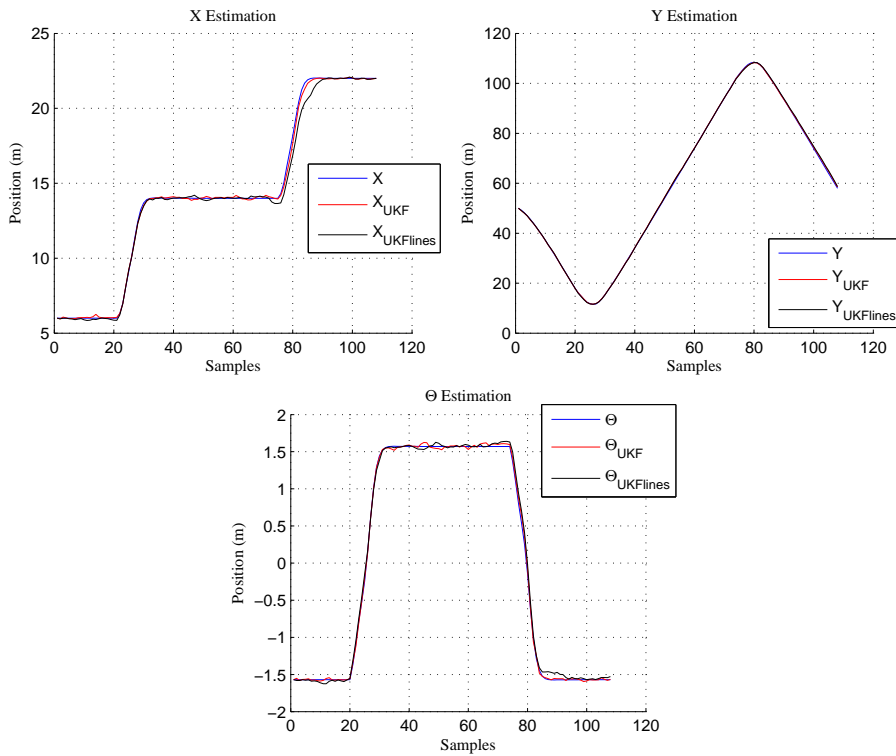 X Estimation
25
20
15
10
5
0 20 40 60 80 100 120
Position (m)
Samples
X
X_UKF
X_UKFlines
Y Estimation
120
100
80
60
40
20
0
0 20 40 60 80 100 120
Position (m)
Samples
Y
Y_UKF
Y_UKFlines
Θ Estimation
2
1.5
1
0.5
0
−0.5
−1
−1.5
−2
0 20 40 60 80 100 120
Position (m)
Samples
Θ
Θ_UKF
Θ_UKFlines